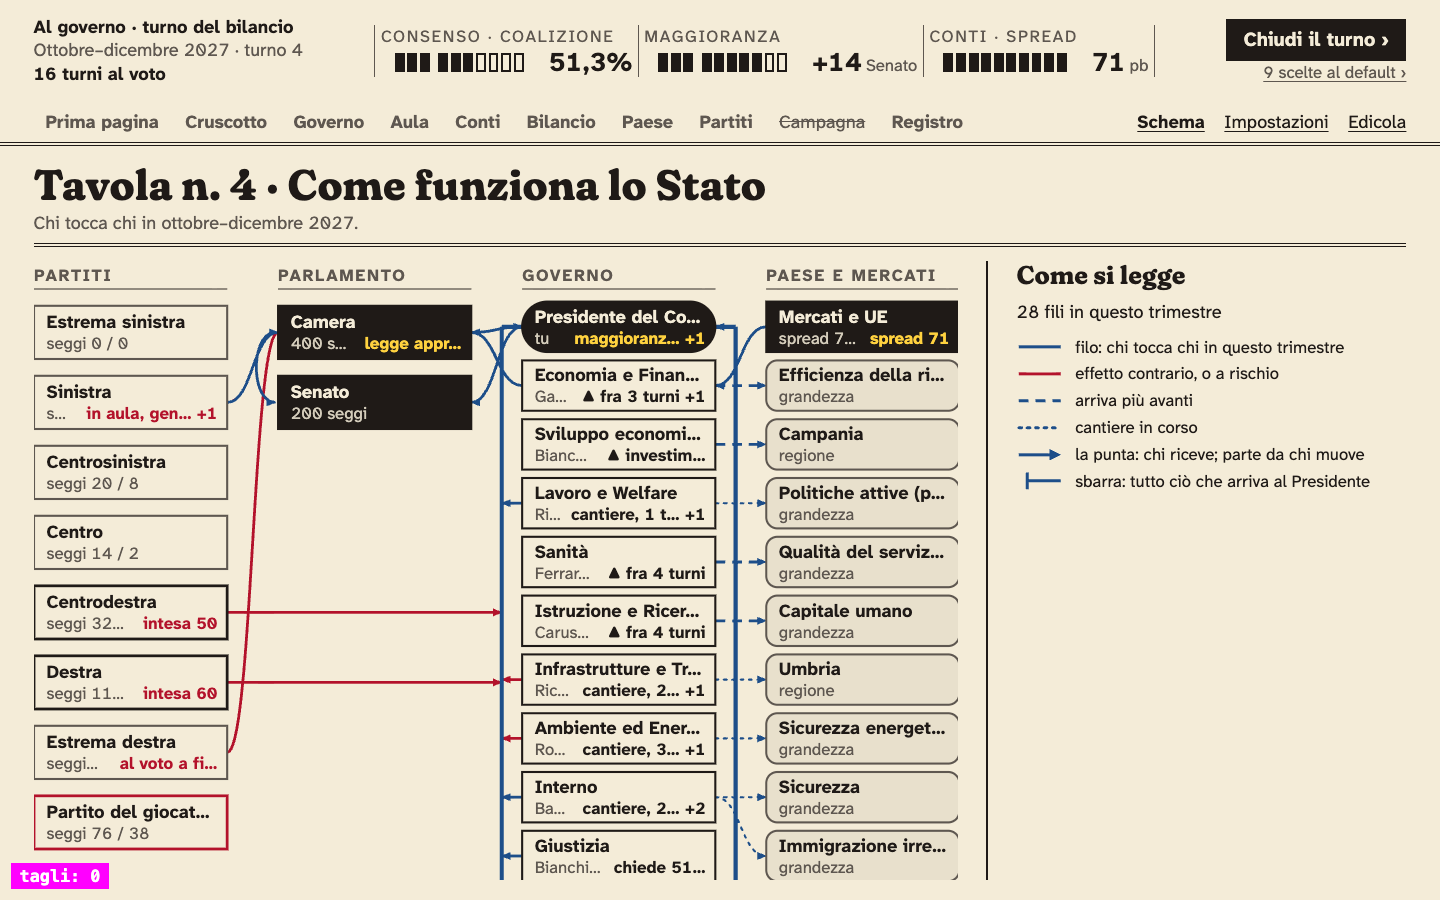 Al governo · turno del bilancio
Ottobre–dicembre 2027 · turno 4
16 turni al voto
CONSENSO · COALIZIONE
51,3%
MAGGIORANZA
+14 Senato
CONTI · SPREAD
71 pb
Chiudi il turno ›
9 scelte al default ›
Prima pagina Cruscotto Governo Aula Conti Bilancio Paese Partiti Campagna Registro
Schema Impostazioni Edicola
Tavola n. 4 · Come funziona lo Stato
Chi tocca chi in ottobre–dicembre 2027.
PARTITI
Estrema sinistra
seggi 0 / 0
Sinistra
s... in aula, gen... +1
Centrosinistra
seggi 20 / 8
Centro
seggi 14 / 2
Centrodestra
seggi 32... intesa 50
Destra
seggi 11... intesa 60
Estrema destra
seggi... al voto a fi...
Partito del giocat...
seggi 76 / 38
PARLAMENTO
Camera
400 s... legge appr...
Senato
200 seggi
GOVERNO
Presidente del Co...
tu maggioranz... +1
Economia e Finan...
Ga... ▲ fra 3 turni +1
Sviluppo economi...
Bianc... ▲ investim...
Lavoro e Welfare
Ri... cantiere, 1 t... +1
Sanità
Ferrar... ▲ fra 4 turni
Istruzione e Ricer...
Carus... ▲ fra 4 turni
Infrastrutture e Tr...
Ric... cantiere, 2... +1
Ambiente ed Ener...
Ro... cantiere, 3... +1
Interno
Ba... cantiere, 2... +2
Giustizia
Bianchi... chiede 51...
PAESE E MERCATI
Mercati e UE
spread 7... spread 71
Efficienza della ri...
grandezza
Campania
regione
Politiche attive (p...
grandezza
Qualità del serviz...
grandezza
Capitale umano
grandezza
Umbria
regione
Sicurezza energet...
grandezza
Sicurezza
grandezza
Immigrazione irre...
grandezza
Come si legge
28 fili in questo trimestre
filo: chi tocca chi in questo trimestre
effetto contrario, o a rischio
arriva più avanti
cantiere in corso
la punta: chi riceve; parte da chi muove
sbarra: tutto ciò che arriva al Presidente
tagli: 0